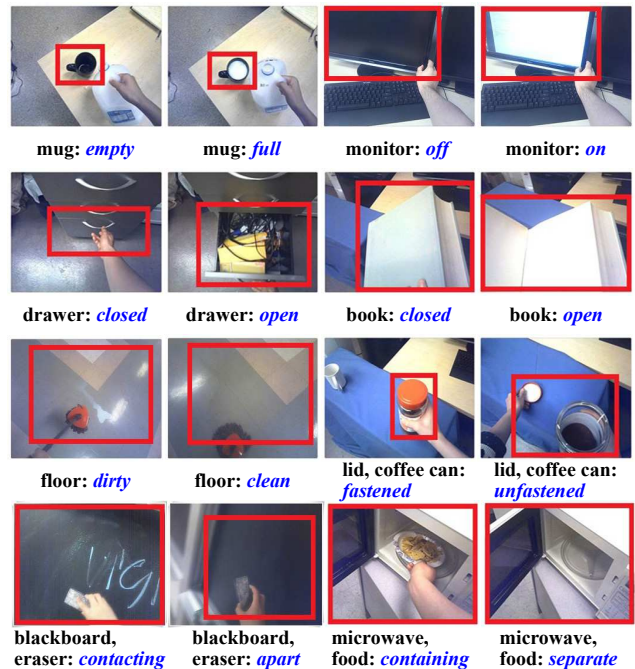 mug: empty
mug: full
monitor: off
monitor: on
drawer: closed
drawer: open
book: closed
book: open
floor: dirty
floor: clean
lid, coffee can:
fastened
lid, coffee can:
unfastened
blackboard,
eraser: contacting
blackboard,
eraser: apart
microwave,
food: containing
microwave,
food: separate